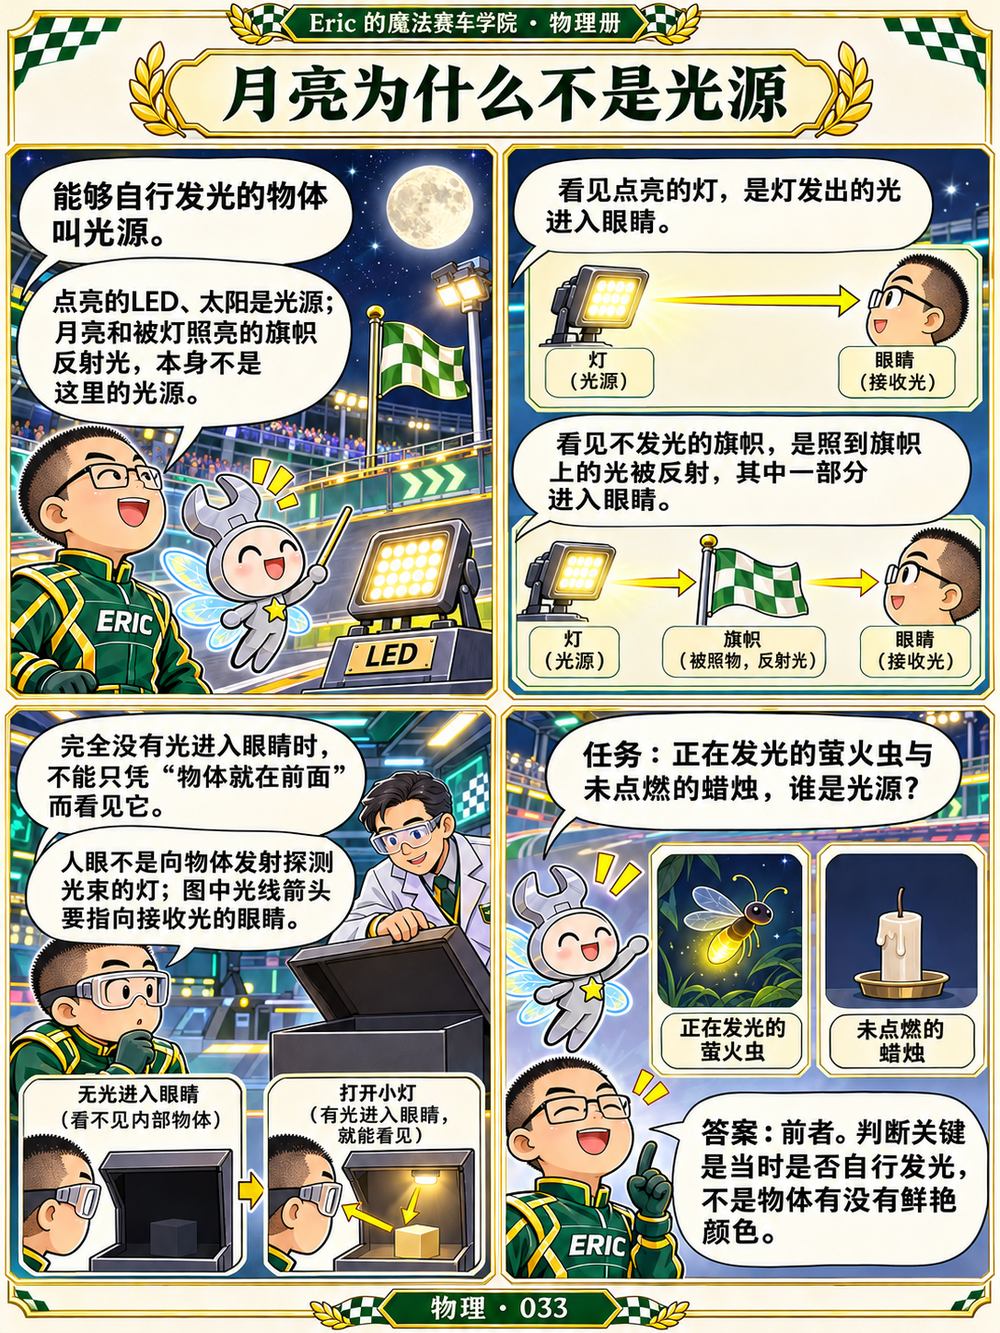 Eric 的魔法赛车学院 · 物理册
月亮为什么不是光源
能够自行发光的物体
叫光源。
点亮的LED、太阳是光源；
月亮和被灯照亮的旗帜
反射光，本身不是
这里的光源。
ERIC
LED
看见点亮的灯，是灯发出的光
进入眼睛。
灯
（光源）
眼睛
（接收光）
看见不发光的旗帜，是照到旗帜
上的光被反射，其中一部分
进入眼睛。
灯
（光源）
旗帜
（被照物，反射光）
眼睛
（接收光）
完全没有光进入眼睛时，
不能只凭“物体就在前面”
而看见它。
人眼不是向物体发射探测
光束的灯；图中光线箭头
要指向接收光的眼睛。
无光进入眼睛
（看不见内部物体）
打开小灯
（有光进入眼睛，
就能看见）
任务：正在发光的萤火虫与
未点燃的蜡烛，谁是光源？
正在发光的
萤火虫
未点燃的
蜡烛
答案：前者。判断关键
是当时是否自行发光，
不是物体有没有鲜艳
颜色。
ERIC
物理 · 033